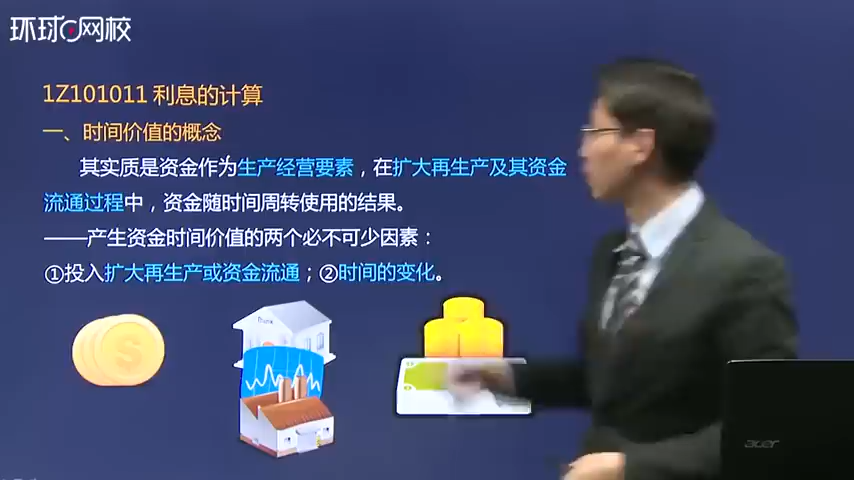 环球网校
1Z101011 利息的计算
一、时间价值的概念
其实质是资金作为生产经营要素，在扩大再生产及其资金
流通过程中，资金随时间周转使用的结果。
——产生资金时间价值的两个必不可少因素：
①投入扩大再生产或资金流通；②时间的变化。
acer